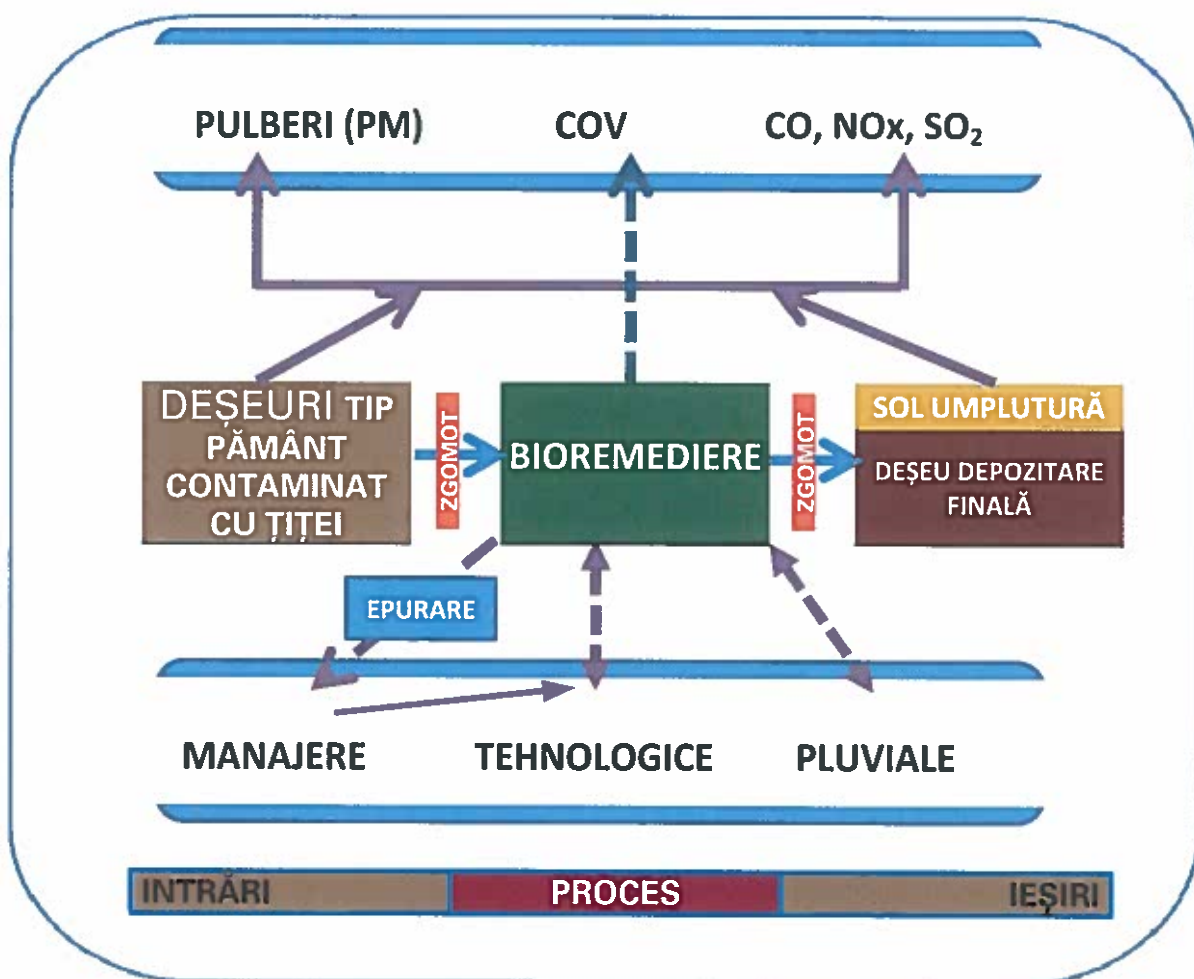 PULBERI (PM) COV CO, NOx, SO₂
DEȘEURI TIP
PĂMÂNT
CONTAMINAT
CU ȚIȚEI
ZGOMOT
BIOREMEDIERE
ZGOMOT
SOL UMPLUTURĂ
DEȘEU DEPOZITARE
FINALĂ
EPURARE
MANAJERE TEHNOLOGICE PLUVIALE
INTRĂRI PROCES IEȘIRI